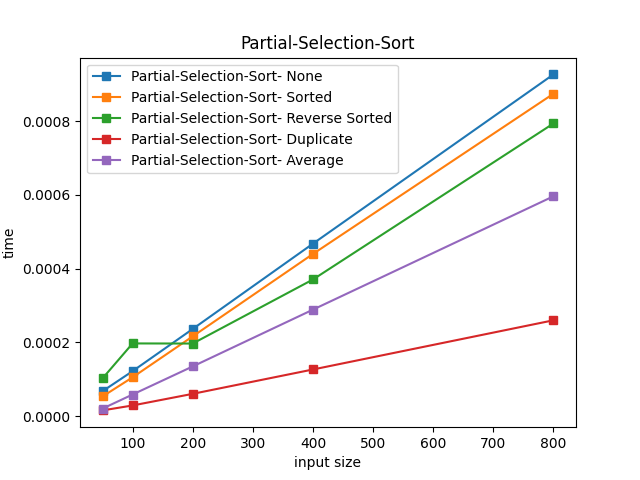 Partial-Selection-Sort
Partial-Selection-Sort- None
Partial-Selection-Sort- Sorted
Partial-Selection-Sort- Reverse Sorted
Partial-Selection-Sort- Duplicate
Partial-Selection-Sort- Average
0.0008
0.0006
0.0004
0.0002
0.0000
time
100 200 300 400 500 600 700 800
input size